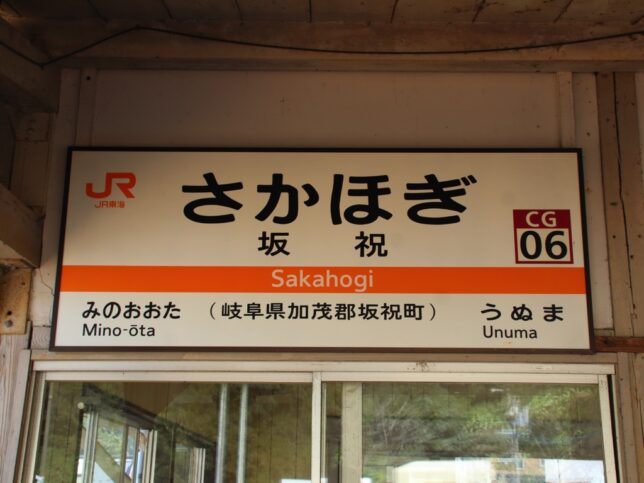 JR
JR東海
さかほぎ
坂 祝
CG
06
Sakahogi
みのおおた （岐阜県加茂郡坂祝町） うぬま
Mino-ōta Unuma